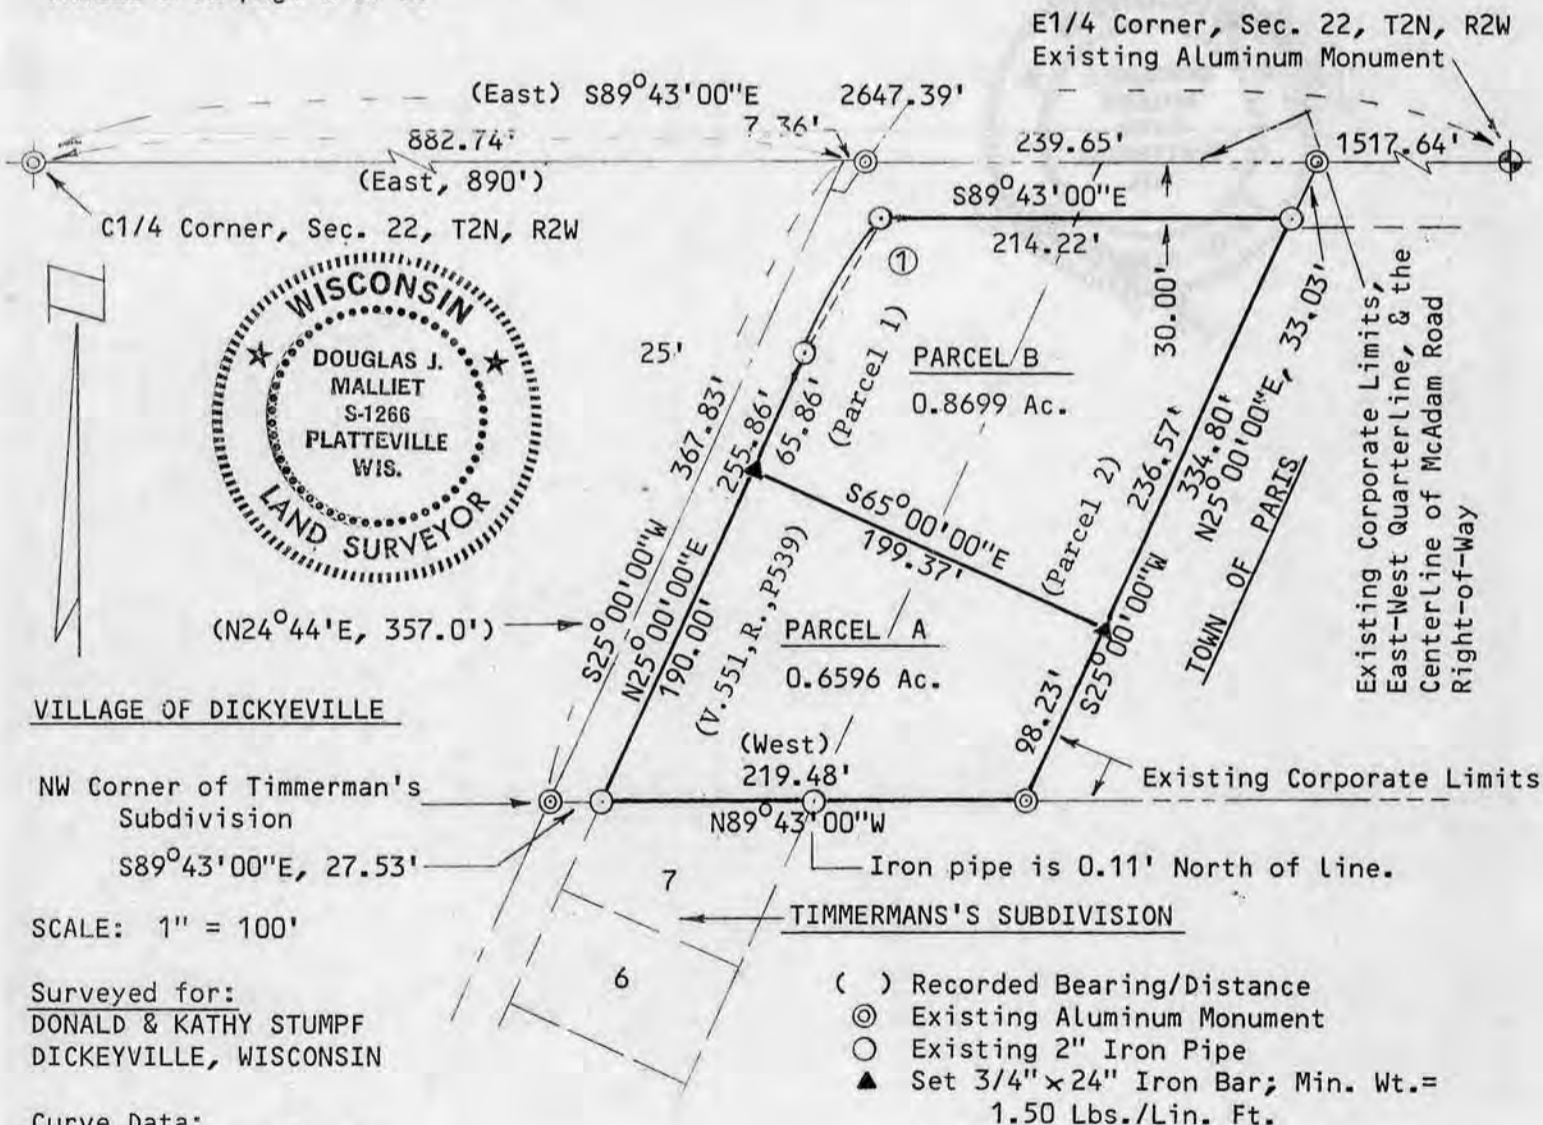 E1/4 Corner, Sec. 22, T2N, R2W
Existing Aluminum Monument
(East) S89°43'00"E 2647.39'
882.74' 7.36' 239.65' 1517.64'
(East, 890')
S89°43'00"E
C1/4 Corner, Sec. 22, T2N, R2W
214.22'
1
30.00'
WISCONSIN
DOUGLAS J.
MALLIET
S-1266
PLATTEVILLE
WIS.
LAND SURVEYOR
25'
367.83'
255.86'
65.86'
(Parcel 1)
PARCEL B
0.8699 Ac.
236.57'
334.80'
N25°00'00"E, 33.03'
Existing Corporate Limits,
East-West Quarterline, & the
Centerline of McAdam Road
Right-of-Way
S65°00'00"E
199.37'
(Parcel 2)
TOWN OF PARIS
S25°00'00"W
N25°00'00"E
190.00'
(V.551,R.,P539)
(N24°44'E, 357.0')
PARCEL A
0.6596 Ac.
S25°00'00"W
98.23'
VILLAGE OF DICKYEVILLE
(West)
219.48'
N89°43'00"W
Existing Corporate Limits
NW Corner of Timmerman's
Subdivision
S89°43'00"E, 27.53'
Iron pipe is 0.11' North of line.
7
TIMMERMANS'S SUBDIVISION
6
SCALE: 1" = 100'
Surveyed for:
DONALD & KATHY STUMPF
DICKEYVILLE, WISCONSIN
( ) Recorded Bearing/Distance
Existing Aluminum Monument
Existing 2" Iron Pipe
Set 3/4" x 24" Iron Bar; Min. Wt.=
1.50 Lbs./Lin. Ft.
Curve Data: